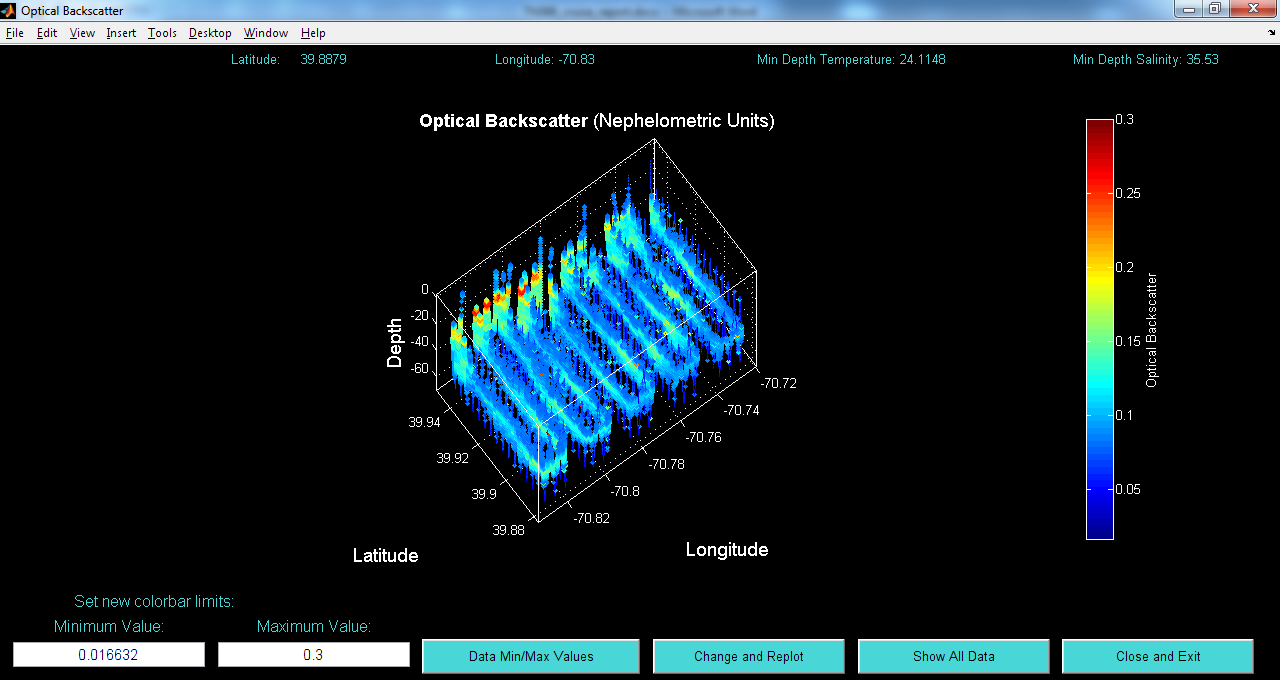 Optical Backscatter
File Edit View Insert Tools Desktop Window Help
Latitude: 39.8879 Longitude: -70.83 Min Depth Temperature: 24.1148 Min Depth Salinity: 35.53
Optical Backscatter (Nephelometric Units)
0
-20
-40
-60
Depth
39.94
39.92
39.9
39.88
Latitude
-70.82
-70.8
-70.78
-70.76
-70.74
-70.72
Longitude
0.3
0.25
0.2
0.15
0.1
0.05
Optical Backscatter
Set new colorbar limits:
Minimum Value: Maximum Value:
0.016632 0.3 Data Min/Max Values Change and Replot Show All Data Close and Exit